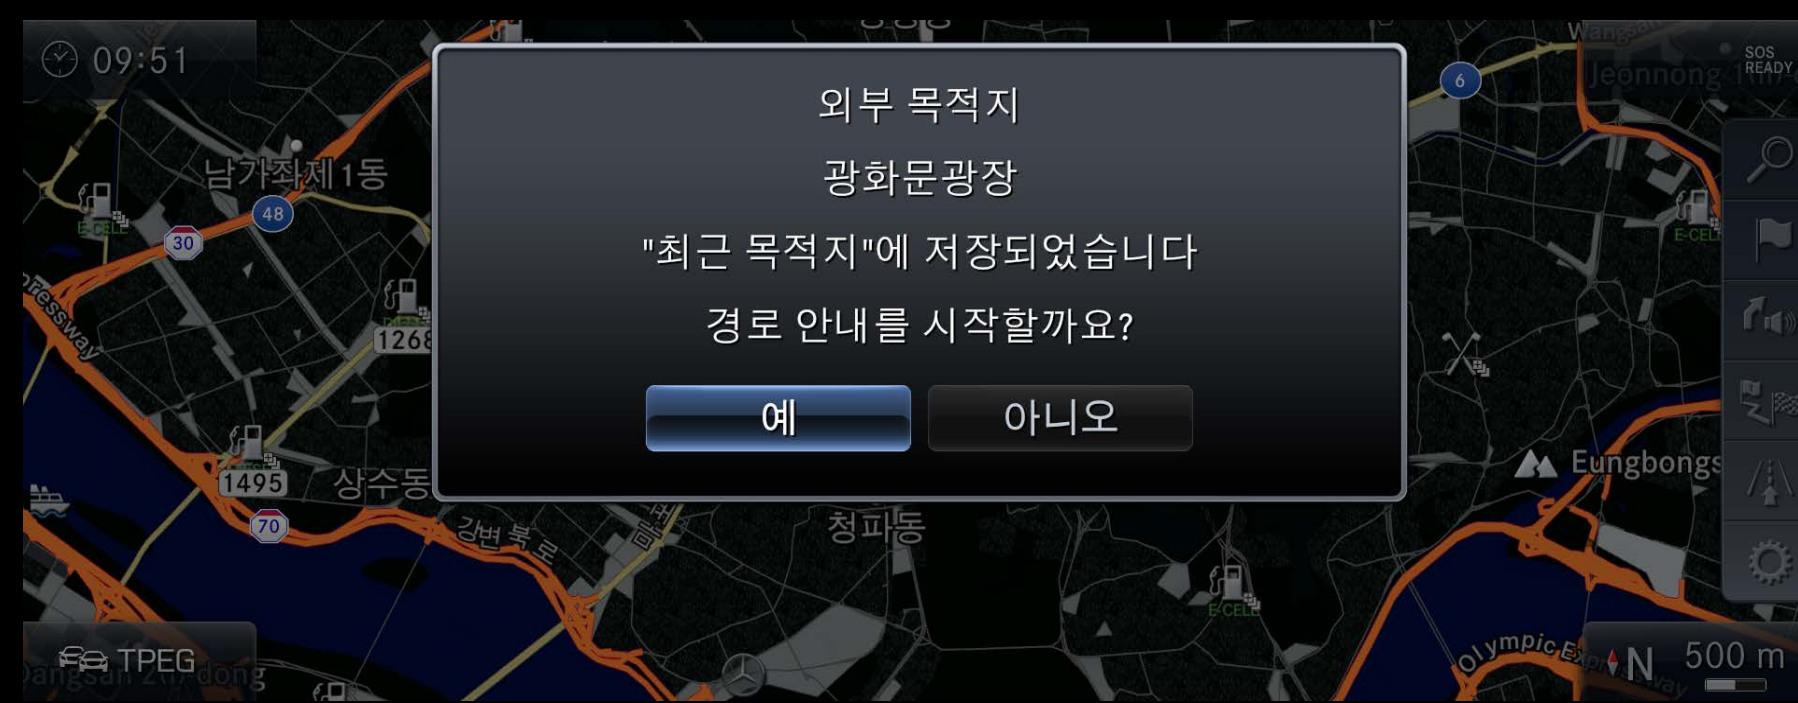 09:51
SOS
READY
6
외부 목적지
광화문광장
"최근 목적지"에 저장되었습니다
경로 안내를 시작할까요?
예
아니오
남가좌제1동
48
30
E-CELL
1495
상수동
70
강변북로
청파동
E-CELL
Eungbongs
Olympic
TPEG
N
500 m